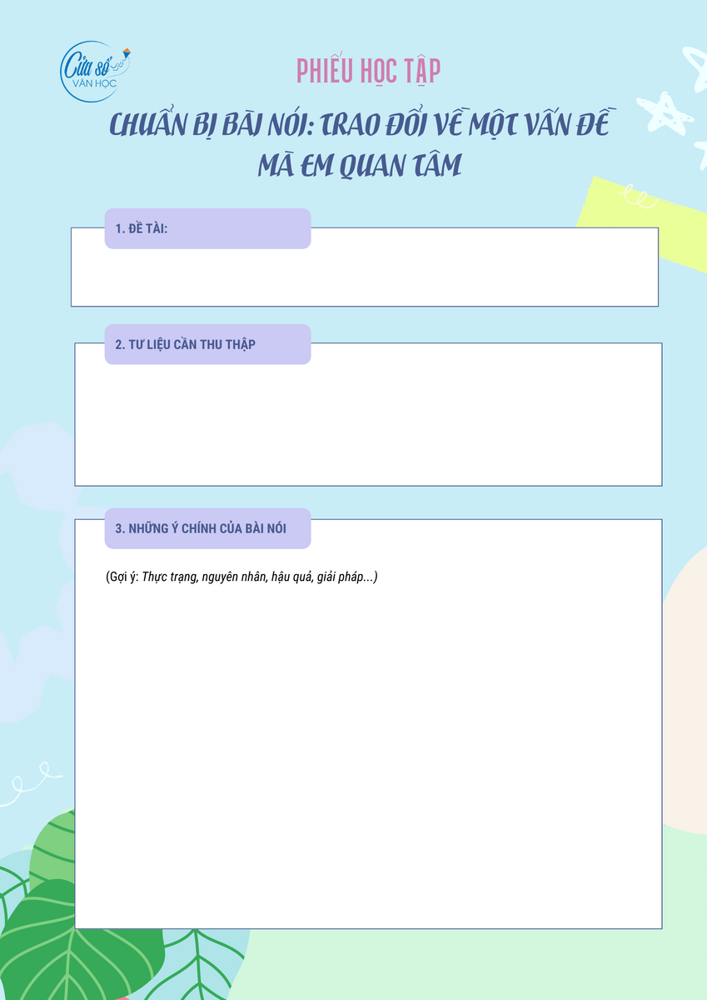 Cửa sổ
VĂN HỌC
PHIẾU HỌC TẬP
CHUẨN BỊ BÀI NÓI: TRAO ĐỔI VỀ MỘT VẤN ĐỀ
MÀ EM QUAN TÂM
1. ĐỀ TÀI:
2. TƯ LIỆU CẦN THU THẬP
3. NHỮNG Ý CHÍNH CỦA BÀI NÓI
(Gợi ý: Thực trạng, nguyên nhân, hậu quả, giải pháp...)